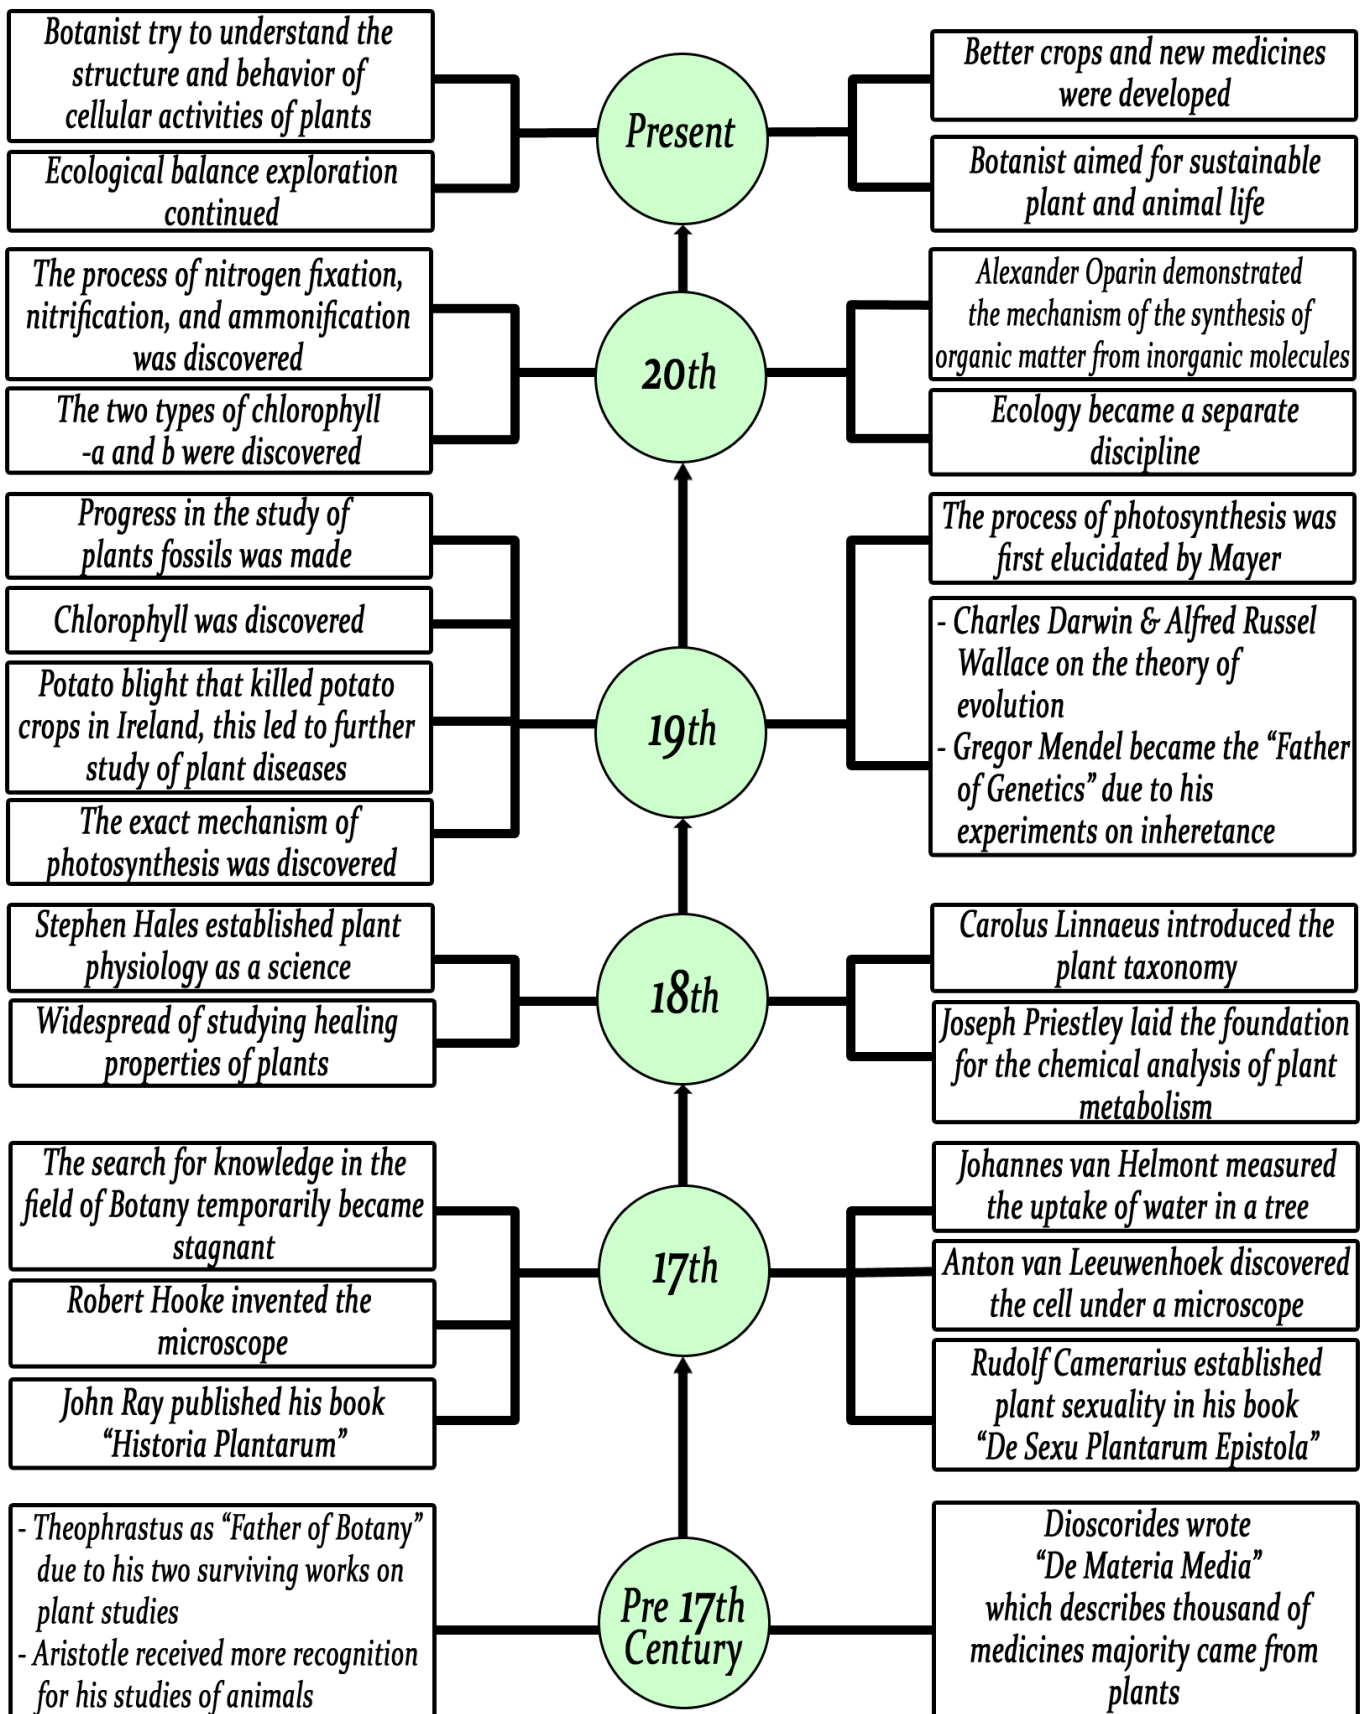 Botanist try to understand the
structure and behavior of
cellular activities of plants
Ecological balance exploration
continued
Present
Better crops and new medicines
were developed
Botanist aimed for sustainable
plant and animal life
The process of nitrogen fixation,
nitrification, and ammonification
was discovered
The two types of chlorophyll
-a and b were discovered
20th
Alexander Oparin demonstrated
the mechanism of the synthesis of
organic matter from inorganic molecules
Ecology became a separate
discipline
Progress in the study of
plants fossils was made
Chlorophyll was discovered
Potato blight that killed potato
crops in Ireland, this led to further
study of plant diseases
The exact mechanism of
photosynthesis was discovered
19th
The process of photosynthesis was
first elucidated by Mayer
- Charles Darwin & Alfred Russel
Wallace on the theory of
evolution
- Gregor Mendel became the “Father
of Genetics” due to his
experiments on inheretance
Stephen Hales established plant
physiology as a science
Widespread of studying healing
properties of plants
18th
Carolus Linnaeus introduced the
plant taxonomy
Joseph Priestley laid the foundation
for the chemical analysis of plant
metabolism
The search for knowledge in the
field of Botany temporarily became
stagnant
Robert Hooke invented the
microscope
John Ray published his book
“Historia Plantarum”
17th
Johannes van Helmont measured
the uptake of water in a tree
Anton van Leeuwenhoek discovered
the cell under a microscope
Rudolf Camerarius established
plant sexuality in his book
“De Sexu Plantarum Epistola”
- Theophrastus as “Father of Botany”
due to his two surviving works on
plant studies
- Aristotle received more recognition
for his studies of animals
Pre 17th
Century
Dioscorides wrote
“De Materia Media”
which describes thousand of
medicines majority came from
plants